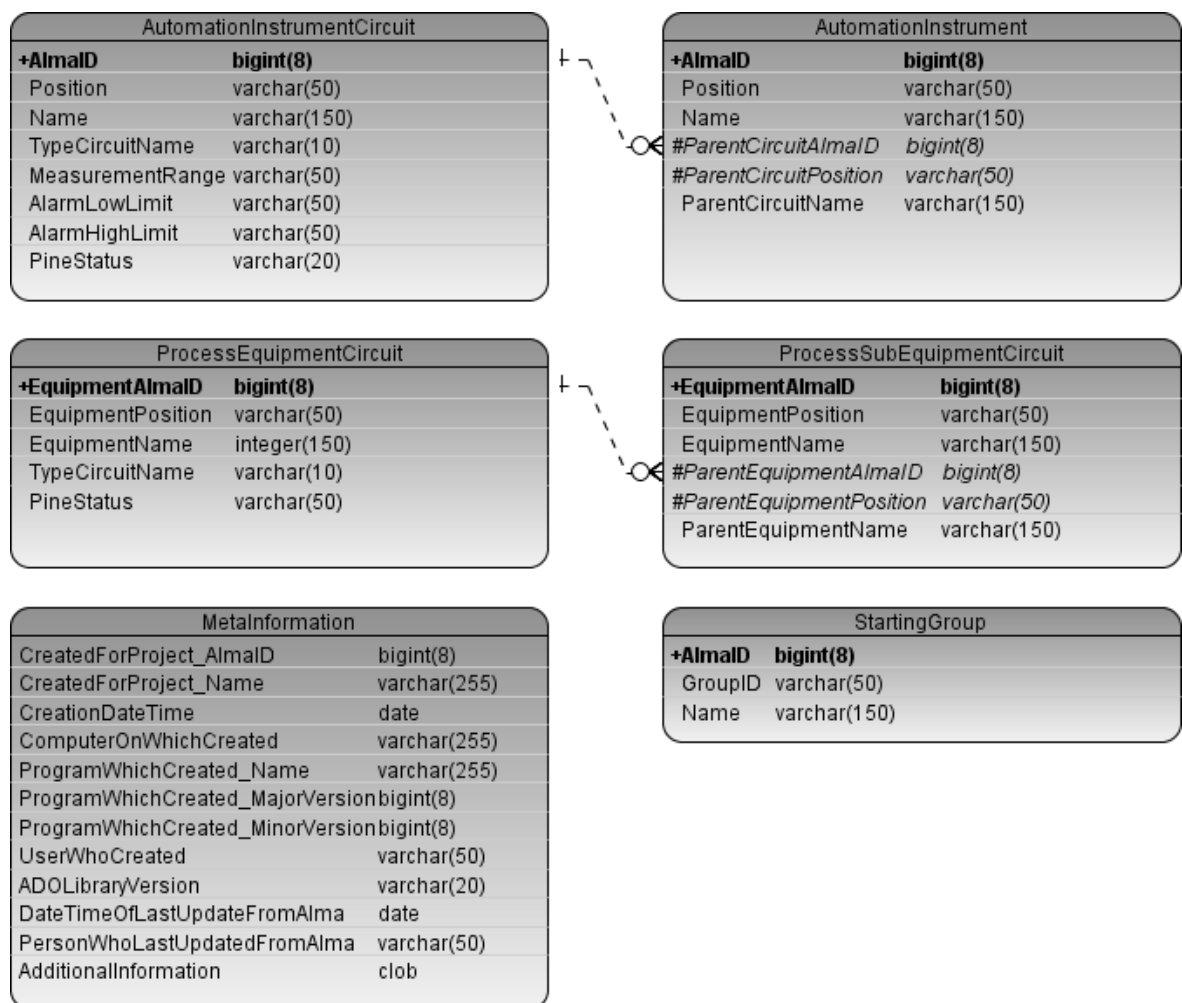 AutomationInstrumentCircuit
+AlmaID bigint(8)
Position varchar(50)
Name varchar(150)
TypeCircuitName varchar(10)
MeasurementRange varchar(50)
AlarmLowLimit varchar(50)
AlarmHighLimit varchar(50)
PineStatus varchar(20)
AutomationInstrument
+AlmaID bigint(8)
Position varchar(50)
Name varchar(150)
#ParentCircuitAlmaID bigint(8)
#ParentCircuitPosition varchar(50)
ParentCircuitName varchar(150)
ProcessEquipmentCircuit
+EquipmentAlmaID bigint(8)
EquipmentPosition varchar(50)
EquipmentName integer(150)
TypeCircuitName varchar(10)
PineStatus varchar(50)
ProcessSubEquipmentCircuit
+EquipmentAlmaID bigint(8)
EquipmentPosition varchar(50)
EquipmentName varchar(150)
#ParentEquipmentAlmaID bigint(8)
#ParentEquipmentPosition varchar(50)
ParentEquipmentName varchar(150)
MetaInformation
CreatedForProject_AlmaID bigint(8)
CreatedForProject_Name varchar(255)
CreationDateTime date
ComputerOnWhichCreated varchar(255)
ProgramWhichCreated_Name varchar(255)
ProgramWhichCreated_MajorVersion bigint(8)
ProgramWhichCreated_MinorVersion bigint(8)
UserWhoCreated varchar(50)
ADOLibraryVersion varchar(20)
DateTimeOfLastUpdateFromAlma date
PersonWhoLastUpdatedFromAlma varchar(50)
AdditionalInformation clob
StartingGroup
+AlmaID bigint(8)
GroupID varchar(50)
Name varchar(150)